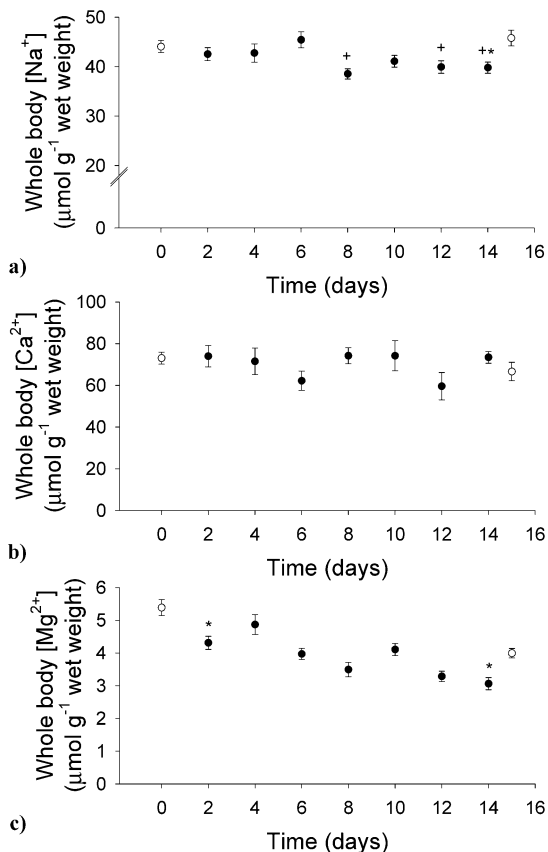 Whole body [Na⁺]
(μmol g⁻¹ wet weight)
50
40
30
20
0
+
+
+*
0 2 4 6 8 10 12 14 16
Time (days)
a)
Whole body [Ca²⁺]
(μmol g⁻¹ wet weight)
100
80
60
40
20
0
0 2 4 6 8 10 12 14 16
Time (days)
b)
Whole body [Mg²⁺]
(μmol g⁻¹ wet weight)
6
5
4
3
2
1
0
*
*
0 2 4 6 8 10 12 14 16
Time (days)
c)